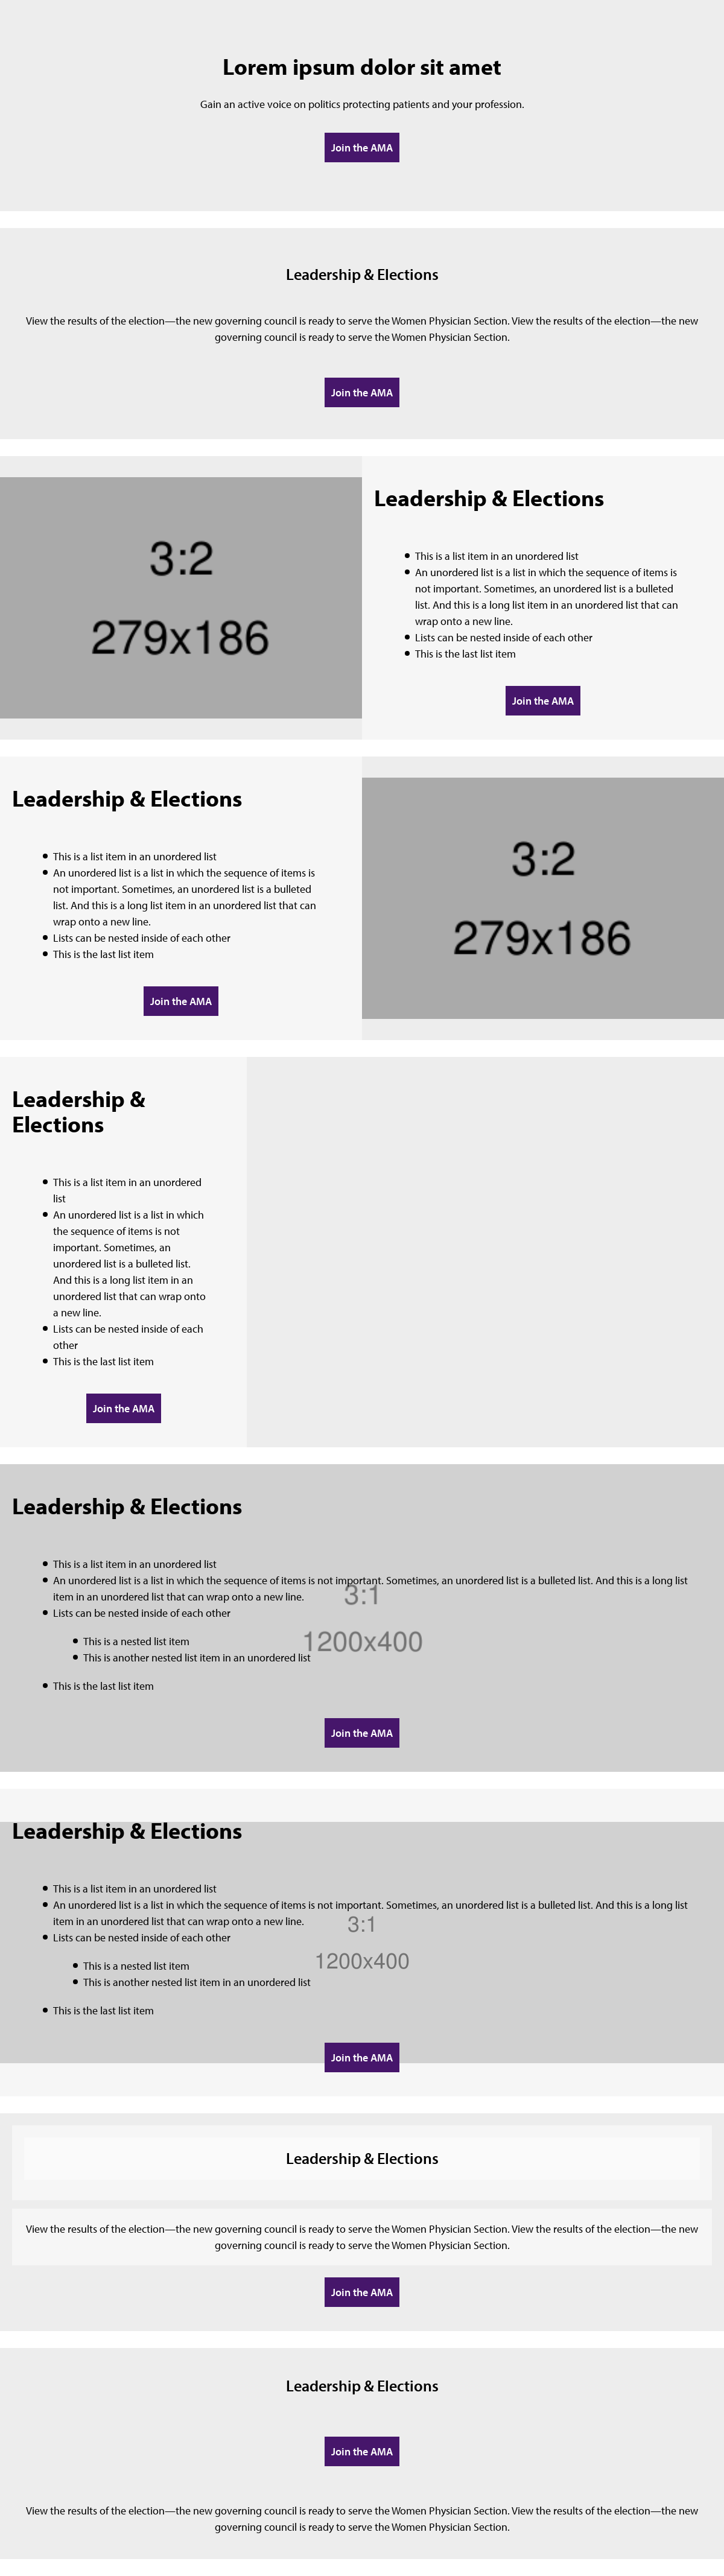 Lorem ipsum dolor sit amet
Gain an active voice on politics protecting patients and your profession.
Join the AMA
Leadership & Elections
View the results of the election—the new governing council is ready to serve the Women Physician Section. View the results of the election—the new
governing council is ready to serve the Women Physician Section.
Join the AMA
3:2
279x186
Leadership & Elections
This is a list item in an unordered list
An unordered list is a list in which the sequence of items is
not important. Sometimes, an unordered list is a bulleted
list. And this is a long list item in an unordered list that can
wrap onto a new line.
Lists can be nested inside of each other
This is the last list item
Join the AMA
Leadership & Elections
This is a list item in an unordered list
An unordered list is a list in which the sequence of items is
not important. Sometimes, an unordered list is a bulleted
list. And this is a long list item in an unordered list that can
wrap onto a new line.
Lists can be nested inside of each other
This is the last list item
Join the AMA
3:2
279x186
Leadership &
Elections
This is a list item in an unordered
list
An unordered list is a list in which
the sequence of items is not
important. Sometimes, an
unordered list is a bulleted list.
And this is a long list item in an
unordered list that can wrap onto
a new line.
Lists can be nested inside of each
other
This is the last list item
Join the AMA
Leadership & Elections
This is a list item in an unordered list
An unordered list is a list in which the sequence of items is not important. Sometimes, an unordered list is a bulleted list. And this is a long list
item in an unordered list that can wrap onto a new line.
3:1
Lists can be nested inside of each other
This is a nested list item
1200x400
This is another nested list item in an unordered list
This is the last list item
Join the AMA
Leadership & Elections
This is a list item in an unordered list
An unordered list is a list in which the sequence of items is not important. Sometimes, an unordered list is a bulleted list. And this is a long list
item in an unordered list that can wrap onto a new line.
3:1
Lists can be nested inside of each other
1200x400
This is a nested list item
This is another nested list item in an unordered list
This is the last list item
Join the AMA
Leadership & Elections
View the results of the election—the new governing council is ready to serve the Women Physician Section. View the results of the election—the new
governing council is ready to serve the Women Physician Section.
Join the AMA
Leadership & Elections
Join the AMA
View the results of the election—the new governing council is ready to serve the Women Physician Section. View the results of the election—the new
governing council is ready to serve the Women Physician Section.